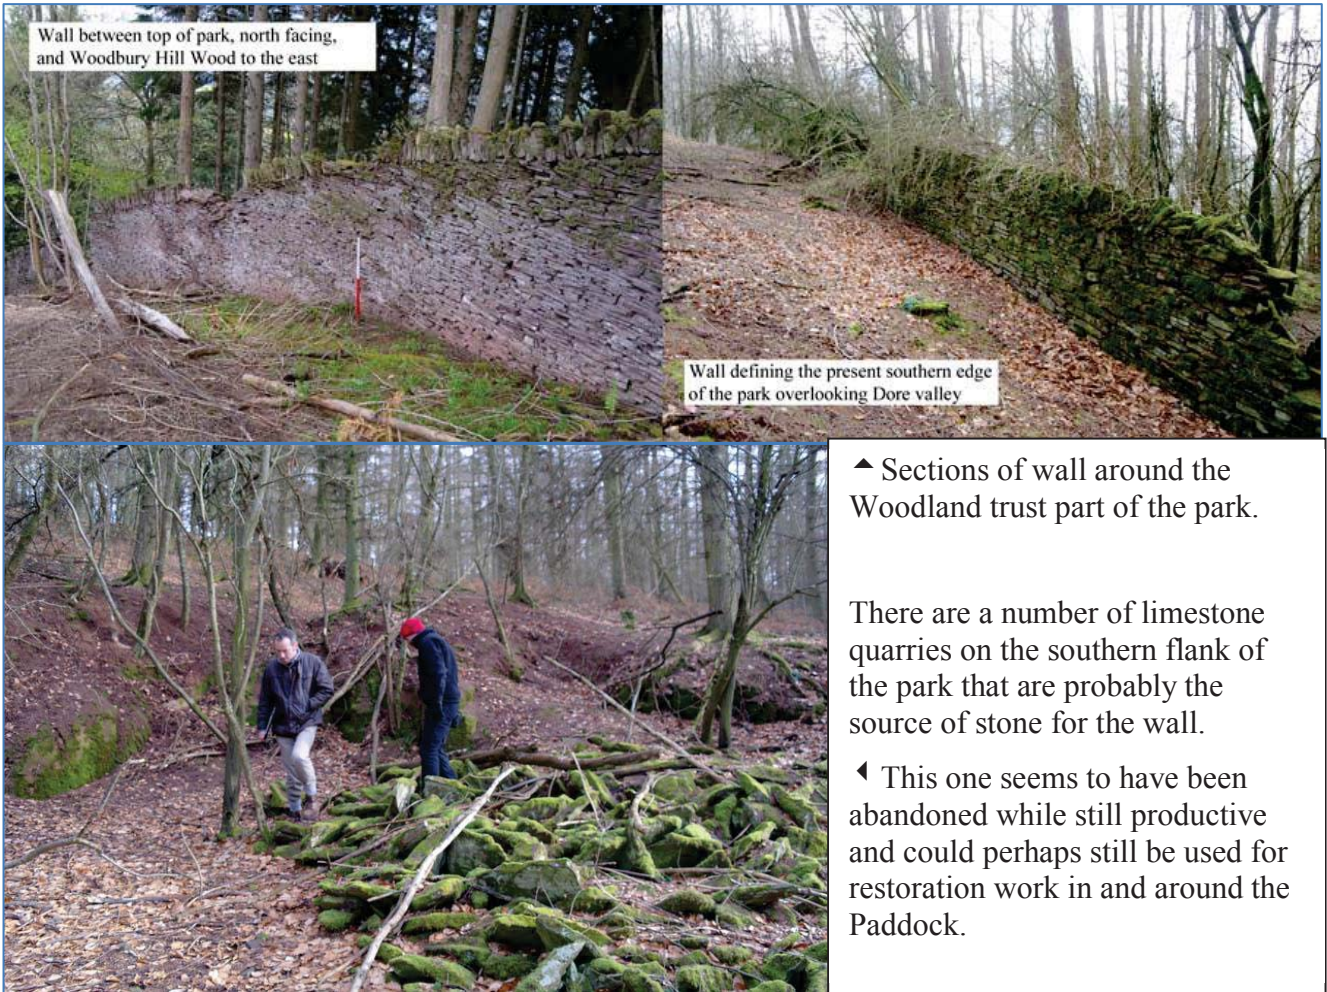 Wall between top of park, north facing,
and Woodbury Hill Wood to the east
Wall defining the present southern edge
of the park overlooking Dore valley
Sections of wall around the
Woodland trust part of the park.
There are a number of limestone
quarries on the southern flank of
the park that are probably the
source of stone for the wall.
This one seems to have been
abandoned while still productive
and could perhaps still be used for
restoration work in and around the
Paddock.